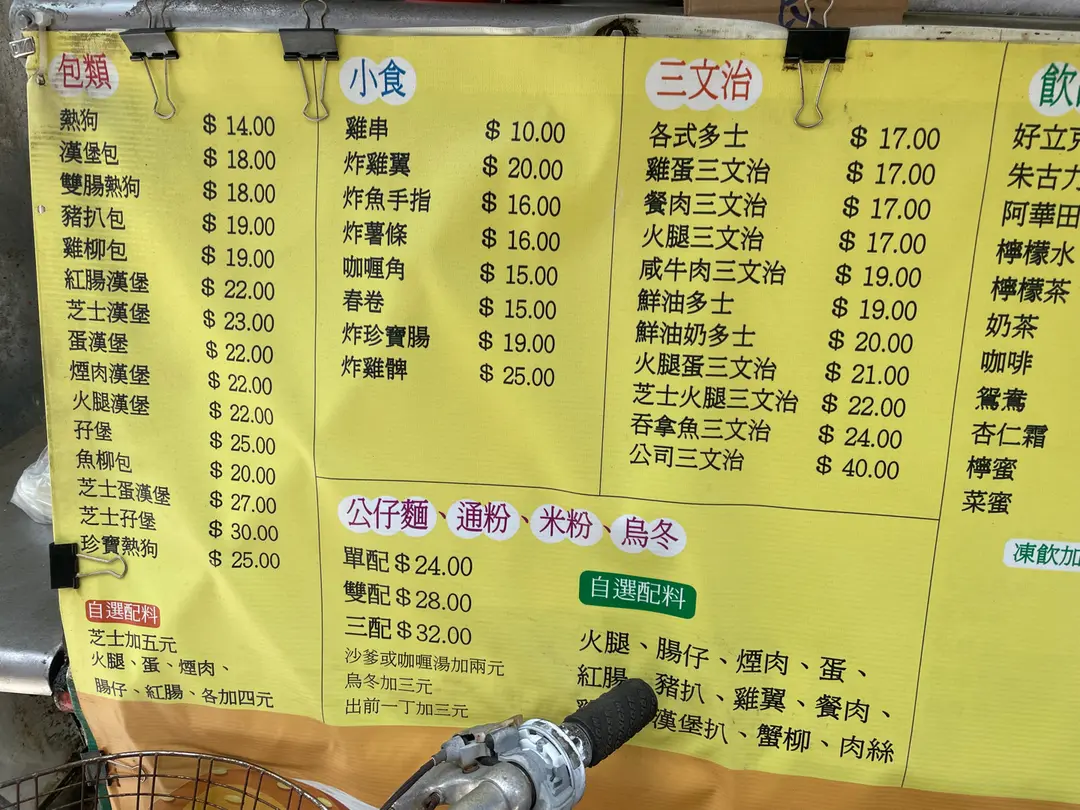 包類
熱狗 $ 14.00
漢堡包 $ 18.00
雙腸熱狗 $ 18.00
豬扒包 $ 19.00
雞柳包 $ 19.00
紅腸漢堡 $ 22.00
芝士漢堡 $ 23.00
蛋漢堡 $ 22.00
煙肉漢堡 $ 22.00
火腿漢堡 $ 22.00
孖堡 $ 25.00
魚柳包 $ 20.00
芝士蛋漢堡 $ 27.00
芝士孖堡 $ 30.00
珍寶熱狗 $ 25.00
自選配料
芝士加五元
火腿、蛋、煙肉、
腸仔、紅腸、各加四元
小食
雞串 $ 10.00
炸雞翼 $ 20.00
炸魚手指 $ 16.00
炸薯條 $ 16.00
咖喱角 $ 15.00
春卷 $ 15.00
炸珍寶腸 $ 19.00
炸雞髀 $ 25.00
三文治
各式多士 $ 17.00
雞蛋三文治 $ 17.00
餐肉三文治 $ 17.00
火腿三文治 $ 17.00
咸牛肉三文治 $ 19.00
鮮油多士 $ 19.00
鮮油奶多士 $ 20.00
火腿蛋三文治 $ 21.00
芝士火腿三文治 $ 22.00
吞拿魚三文治 $ 24.00
公司三文治 $ 40.00
公仔麵、通粉、米粉、烏冬
單配 $ 24.00
雙配 $ 28.00
三配 $ 32.00
沙爹或咖喱湯加兩元
烏冬加三元
出前一丁加三元
自選配料
火腿、腸仔、煙肉、蛋、
紅腸、豬扒、雞翼、餐肉、
漢堡扒、蟹柳、肉絲
飲
好立
朱古力
阿華田
檸檬水
檸檬茶
奶茶
咖啡
鴛鴦
杏仁霜
檸蜜
菜蜜
凍飲加